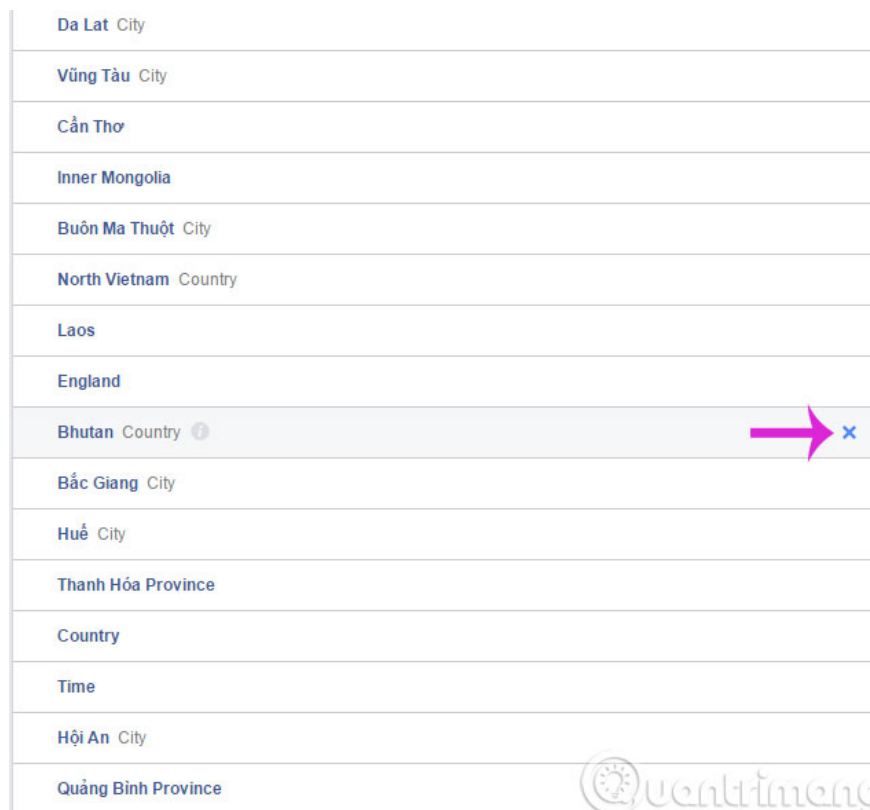 Da Lat City
Vũng Tàu City
Cần Thơ
Inner Mongolia
Buôn Ma Thuột City
North Vietnam Country
Laos
England
Bhutan Country
Bắc Giang City
Huế City
Thanh Hóa Province
Country
Time
Hội An City
Quảng Bình Province
Quantrimang